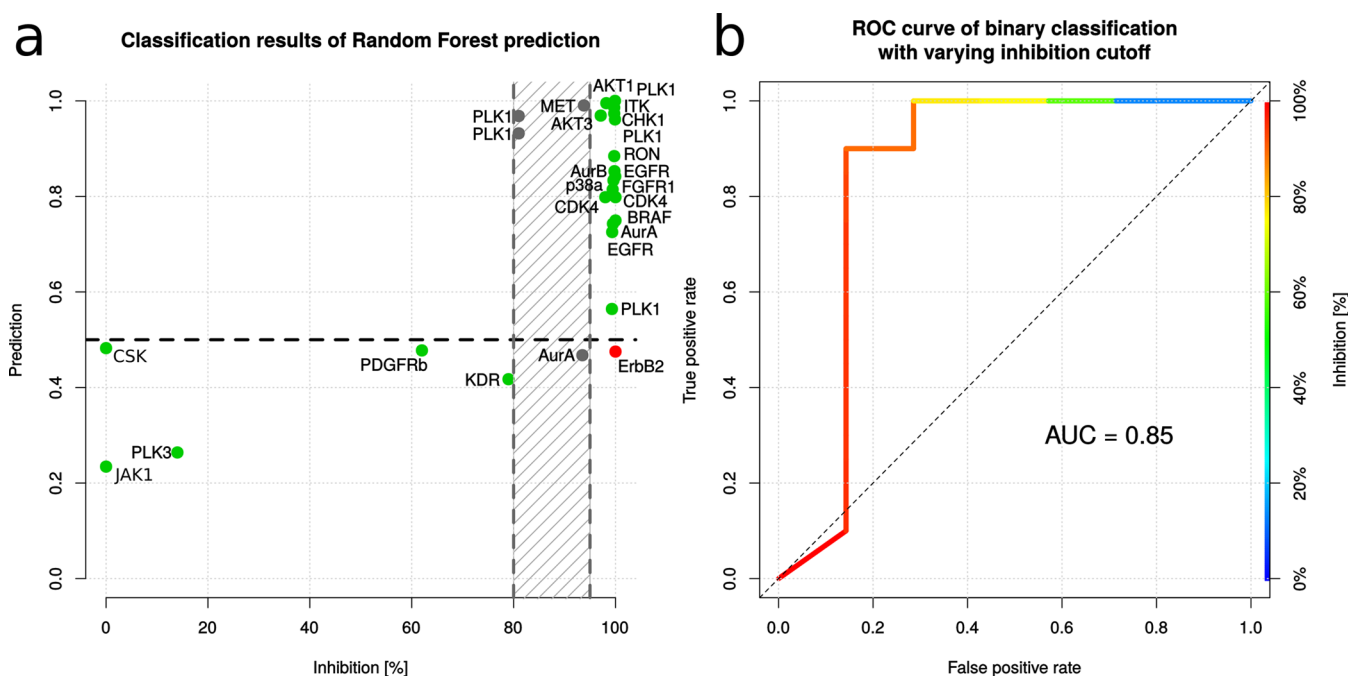 a
Classification results of Random Forest prediction
Prediction
1.0
0.8
0.6
0.4
0.2
0.0
AKT1 PLK1
MET ITK
PLK1 AKT3 CHK1
PLK1 PLK1
RON
AurB EGFR
p38a FGFR1
CDK4 CDK4
BRAF
AurA
EGFR
PLK1
CSK
AurA
PDGFRb ErbB2
KDR
PLK3
JAK1
0 20 40 60 80 100
Inhibition [%]
b
ROC curve of binary classification
with varying inhibition cutoff
True positive rate
1.0
0.8
0.6
0.4
0.2
0.0
AUC = 0.85
0.0 0.2 0.4 0.6 0.8 1.0
False positive rate
100%
80%
60%
40%
20%
0%
Inhibition [%]